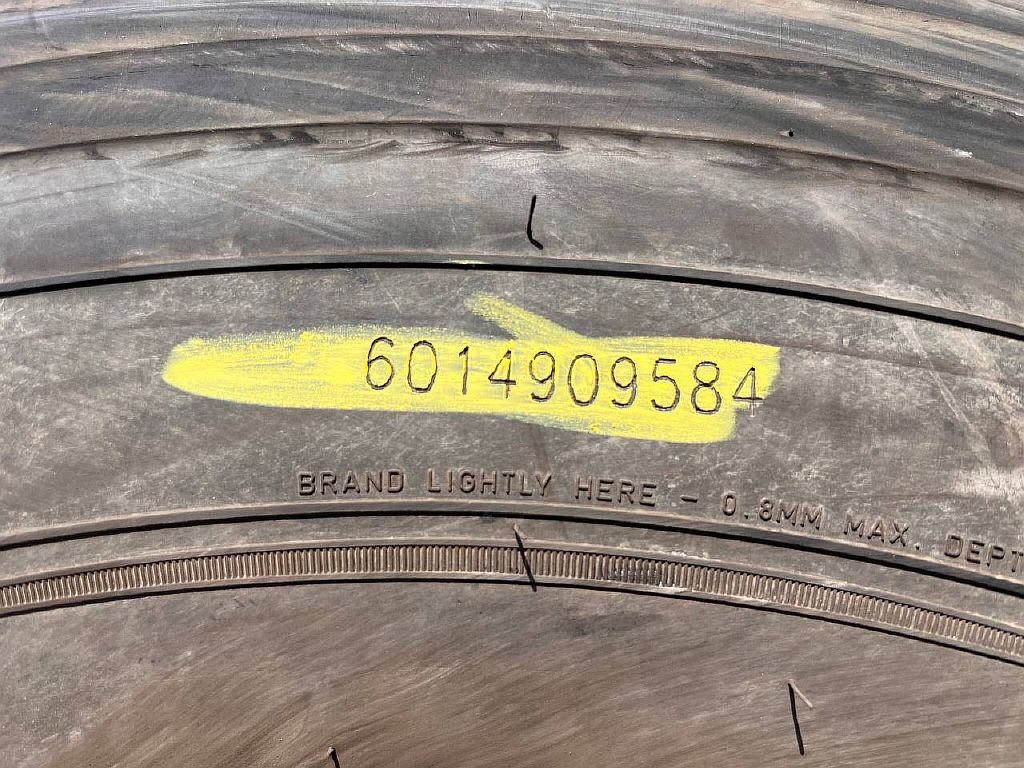 6014909584
BRAND LIGHTLY HERE - 0.8MM MAX. DEPT